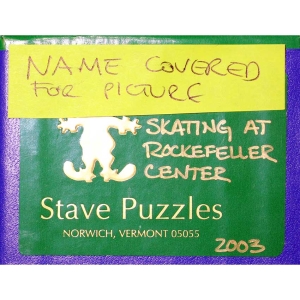 NAME COVERED
FOR PICTURE
SKATING AT
ROCKEFELLER
CENTER
Stave Puzzles
NORWICH, VERMONT 05055
2003